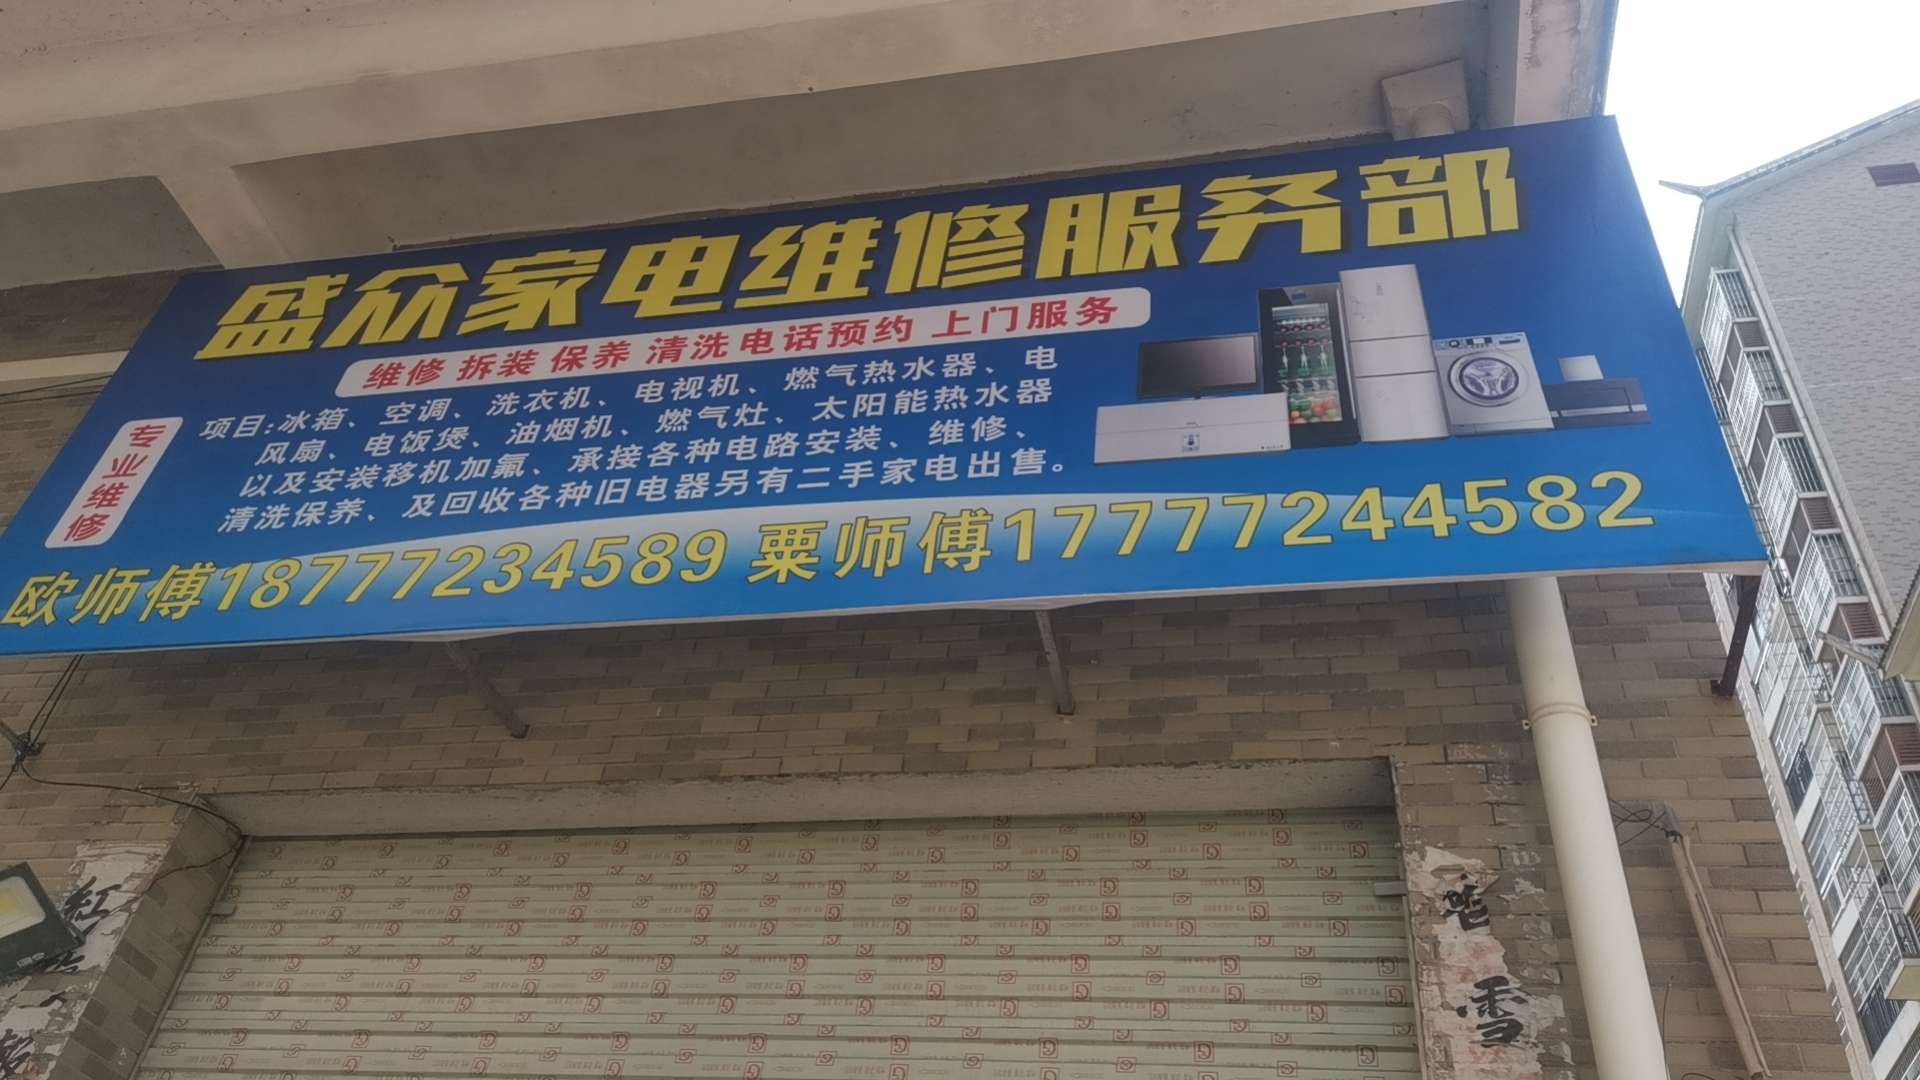 盛众家电维修服务部
维修 拆装 保养 清洗电话预约 上门服务
专业维修
项目:冰箱、空调、洗衣机、电视机、燃气热水器、电
风扇、电饭煲、油烟机、燃气灶、太阳能热水器
以及安装移机加氟、承接各种电路安装、维修、
清洗保养、及回收各种旧电器另有二手家电出售。
欧师傅18777234589 粟师傅17777244582
紅
雪